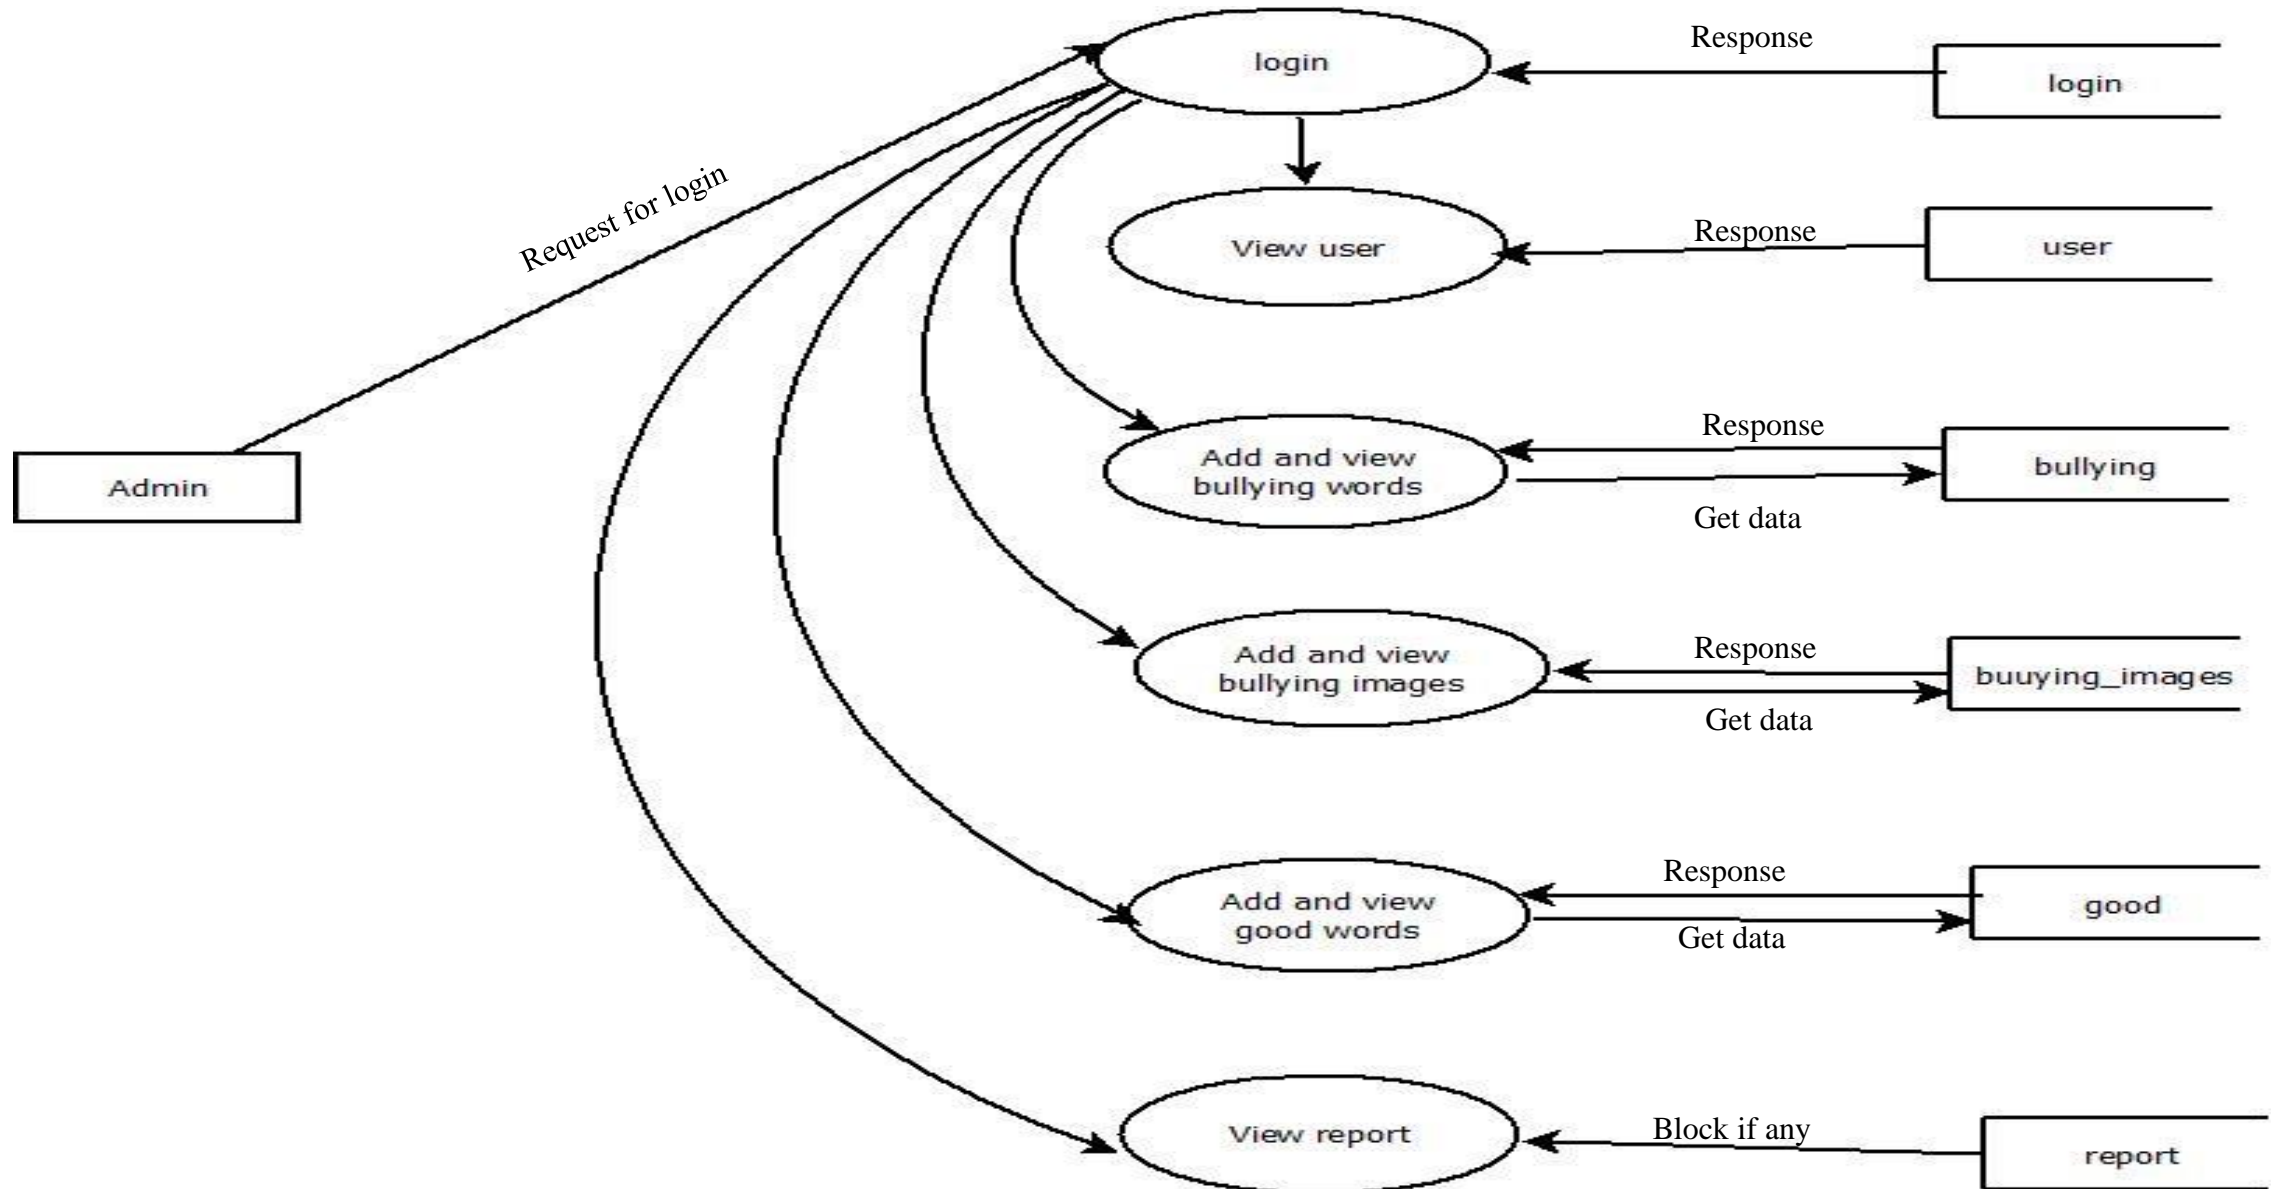 Response
login
login
Request for login
Response
View user
user
Response
Add and view
bullying words
bullying
Admin
Get data
Response
Add and view
bullying images
buuying_images
Get data
Response
Add and view
good words
good
Get data
Block if any
View report
report